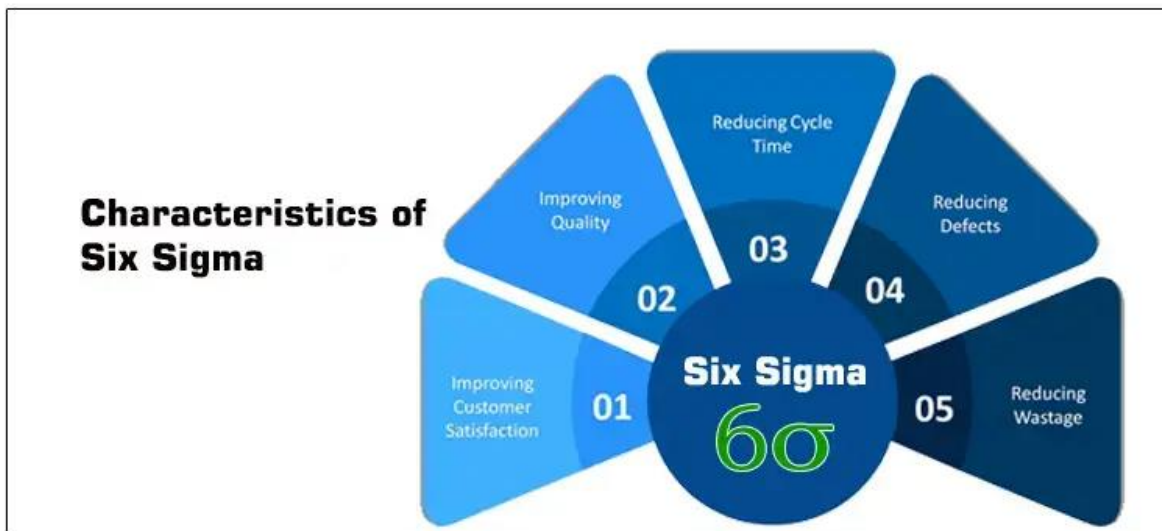 Characteristics of
Six Sigma
Improving
Customer
Satisfaction
01
Improving
Quality
02
Reducing Cycle
Time
03
Reducing
Defects
04
Reducing
Wastage
05
Six Sigma
6σ